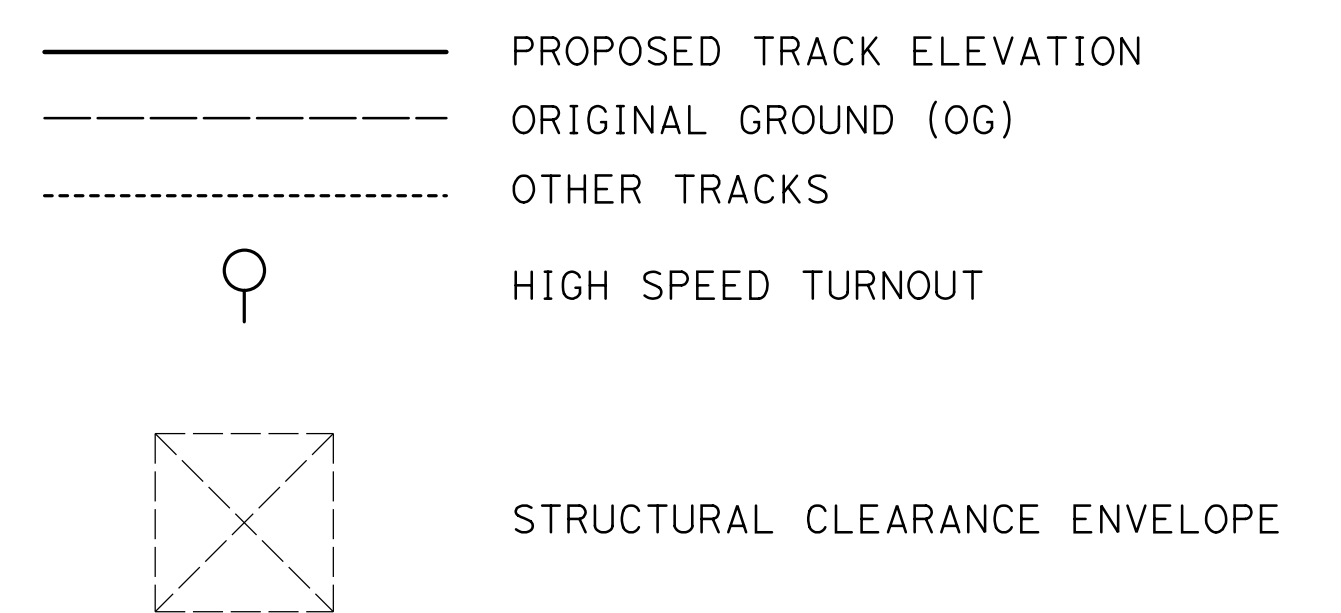 PROPOSED TRACK ELEVATION
ORIGINAL GROUND (OG)
OTHER TRACKS
HIGH SPEED TURNOUT
STRUCTURAL CLEARANCE ENVELOPE